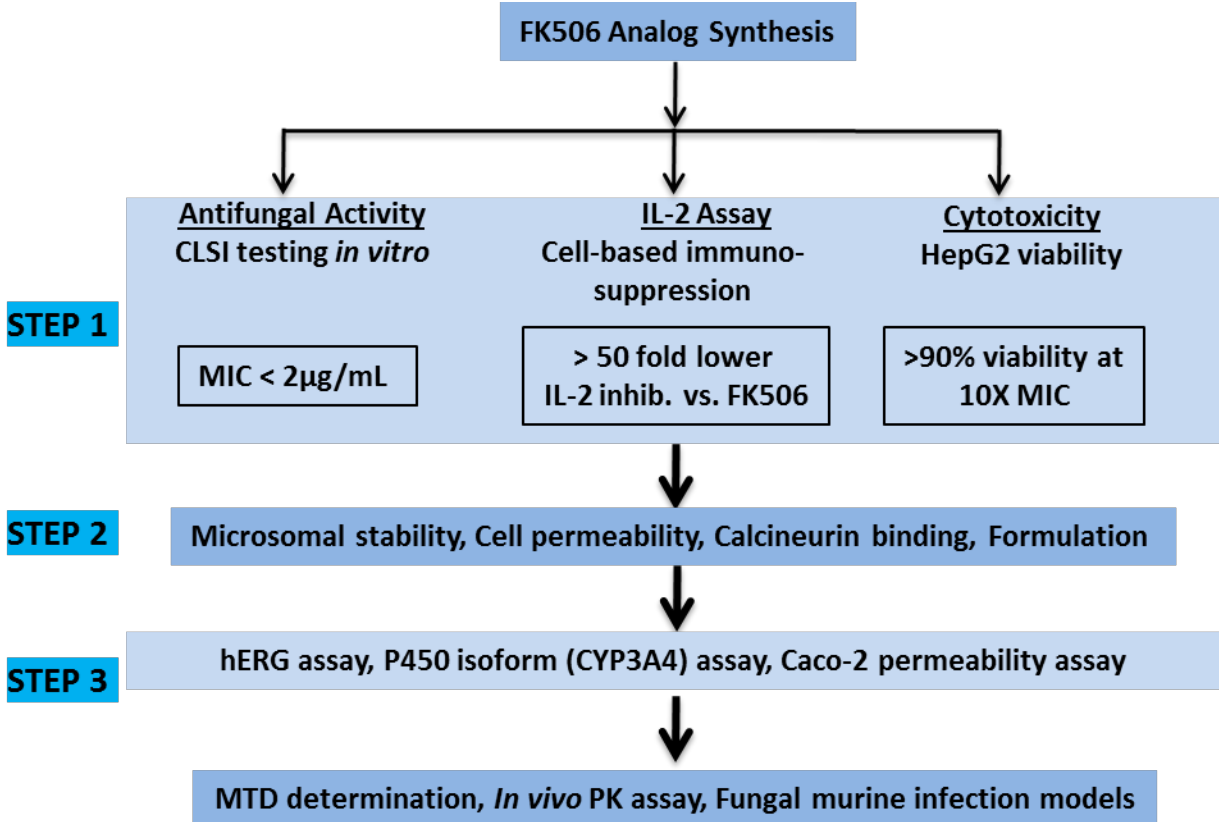 FK506 Analog Synthesis
Antifungal Activity
CLSI testing in vitro
IL-2 Assay
Cell-based immuno-
suppression
Cytotoxicity
HepG2 viability
STEP 1
MIC < 2µg/mL
> 50 fold lower
IL-2 inhib. vs. FK506
>90% viability at
10X MIC
STEP 2
Microsomal stability, Cell permeability, Calcineurin binding, Formulation
STEP 3
hERG assay, P450 isoform (CYP3A4) assay, Caco-2 permeability assay
MTD determination, In vivo PK assay, Fungal murine infection models